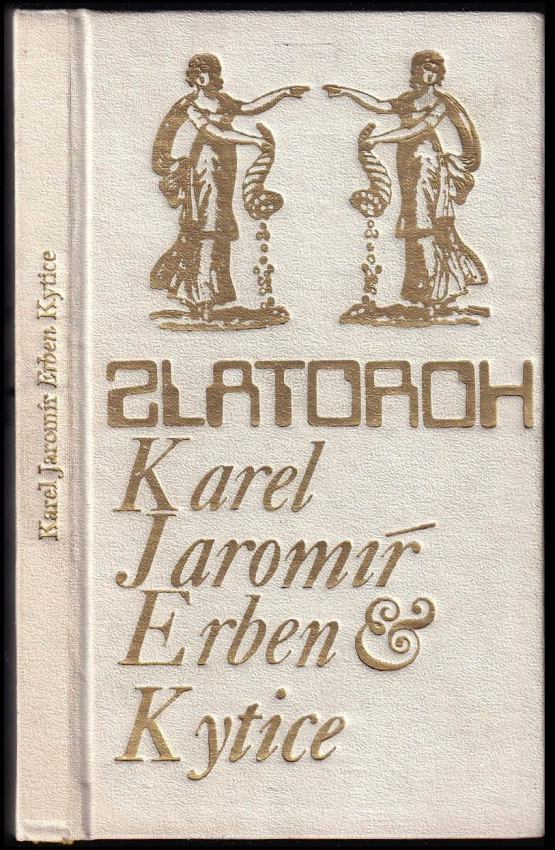 Karel Jaromír Erben Kytice
ZLATOROH
Karel
Jaromír
Erben &
Kytice